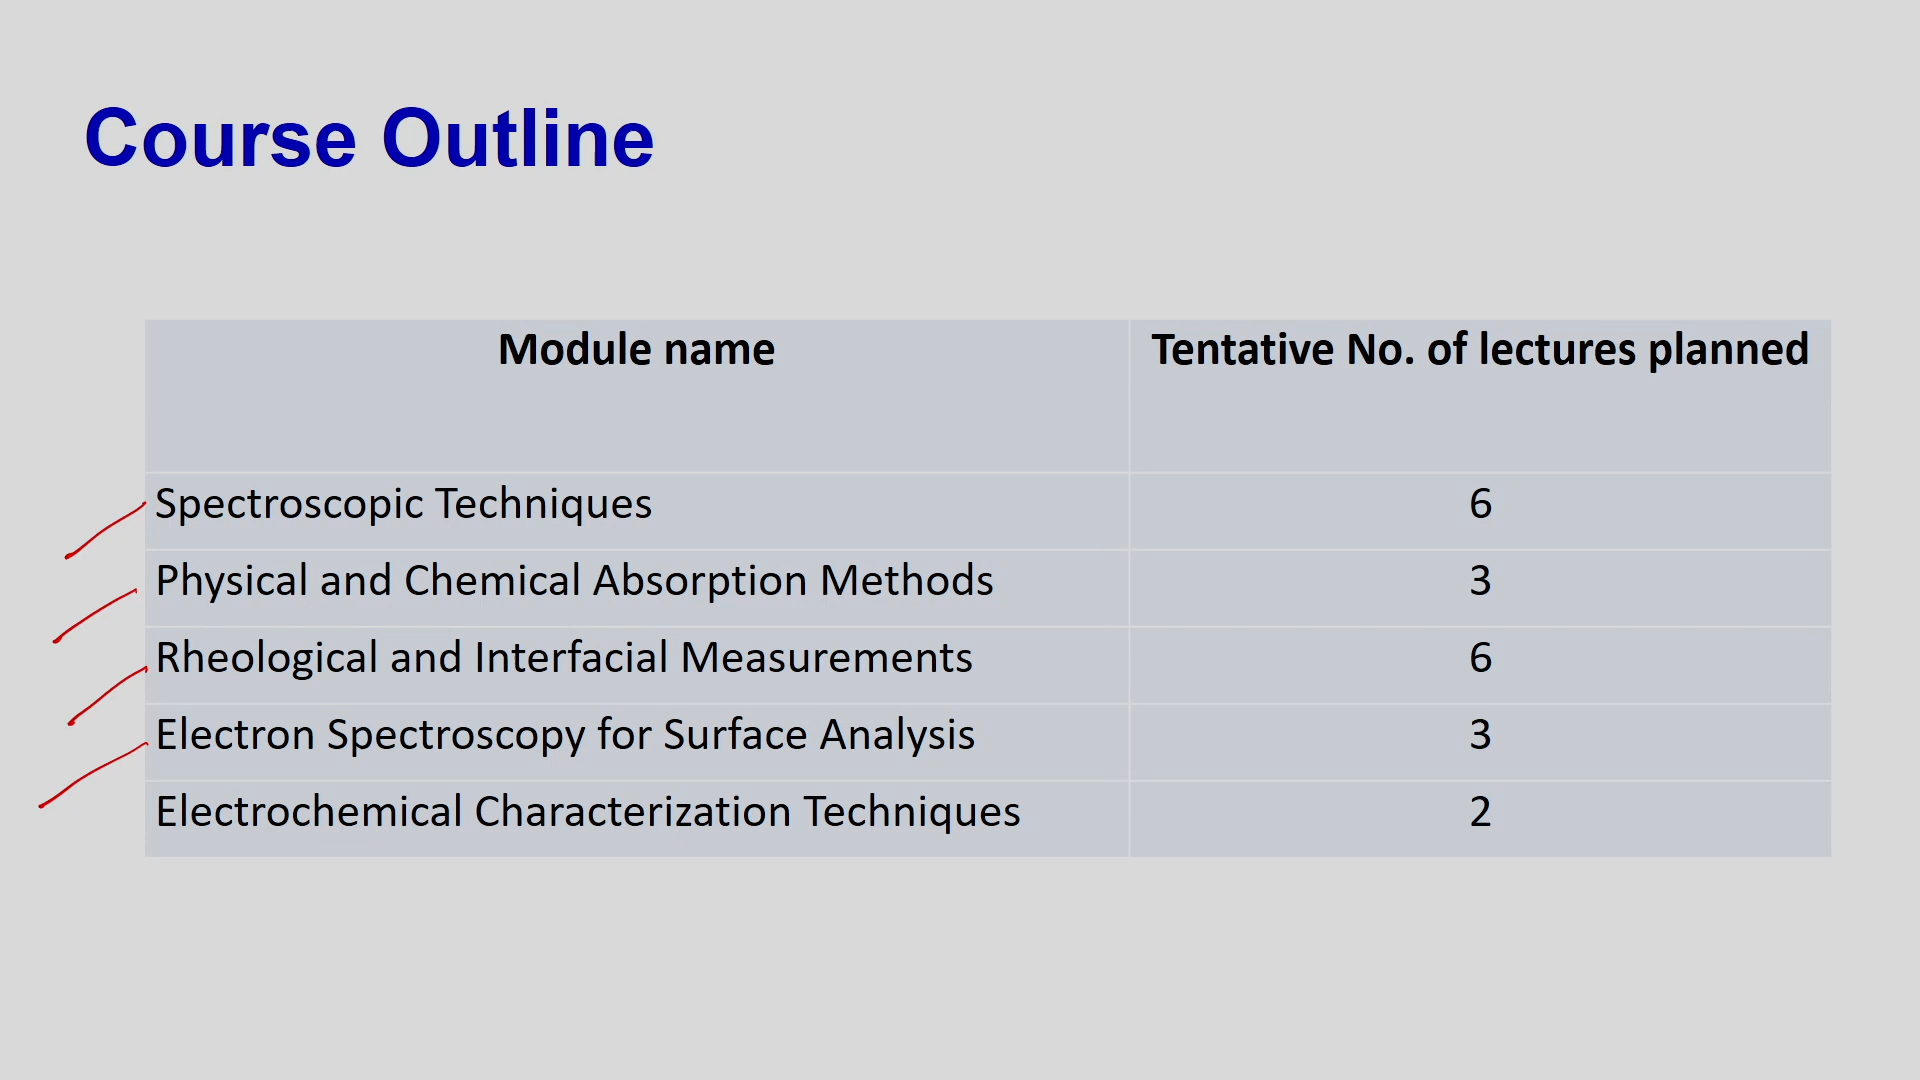 Course Outline
Module name Tentative No. of lectures planned
Spectroscopic Techniques 6
Physical and Chemical Absorption Methods 3
Rheological and Interfacial Measurements 6
Electron Spectroscopy for Surface Analysis 3
Electrochemical Characterization Techniques 2